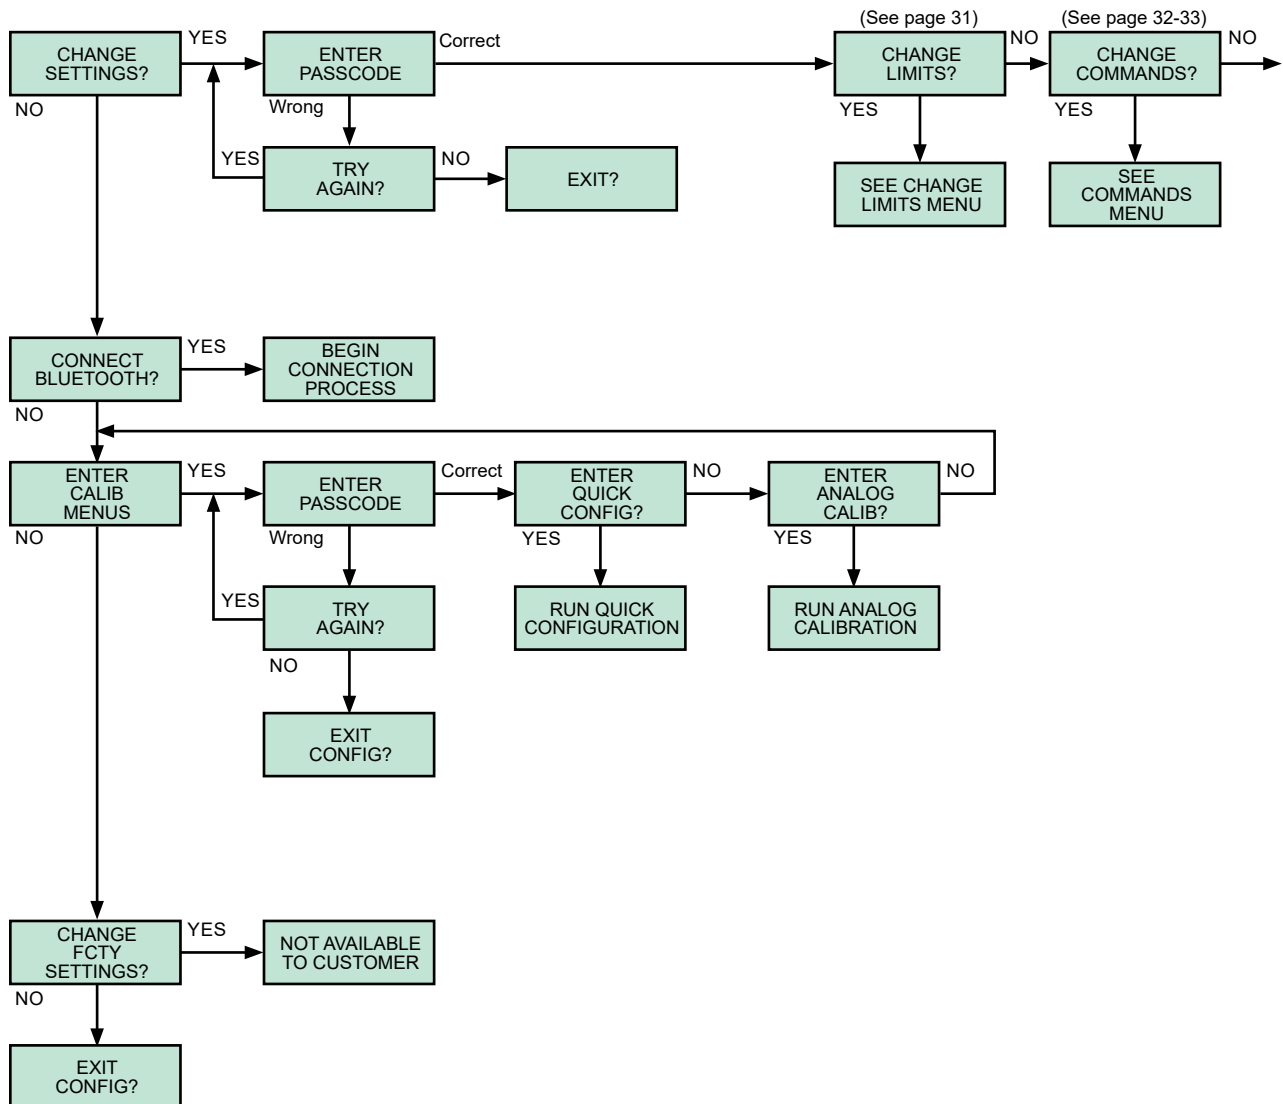 (See page 31)
(See page 32-33)
CHANGE
SETTINGS?
YES
NO
ENTER
PASSCODE
Correct
Wrong
CHANGE
LIMITS?
NO
YES
CHANGE
COMMANDS?
NO
YES
YES
TRY
AGAIN?
NO
EXIT?
SEE CHANGE
LIMITS MENU
SEE
COMMANDS
MENU
CONNECT
BLUETOOTH?
YES
NO
BEGIN
CONNECTION
PROCESS
ENTER
CALIB
MENUS
YES
NO
ENTER
PASSCODE
Correct
Wrong
ENTER
QUICK
CONFIG?
NO
YES
ENTER
ANALOG
CALIB?
NO
YES
YES
TRY
AGAIN?
NO
RUN QUICK
CONFIGURATION
RUN ANALOG
CALIBRATION
EXIT
CONFIG?
CHANGE
FCTY
SETTINGS?
YES
NO
NOT AVAILABLE
TO CUSTOMER
EXIT
CONFIG?